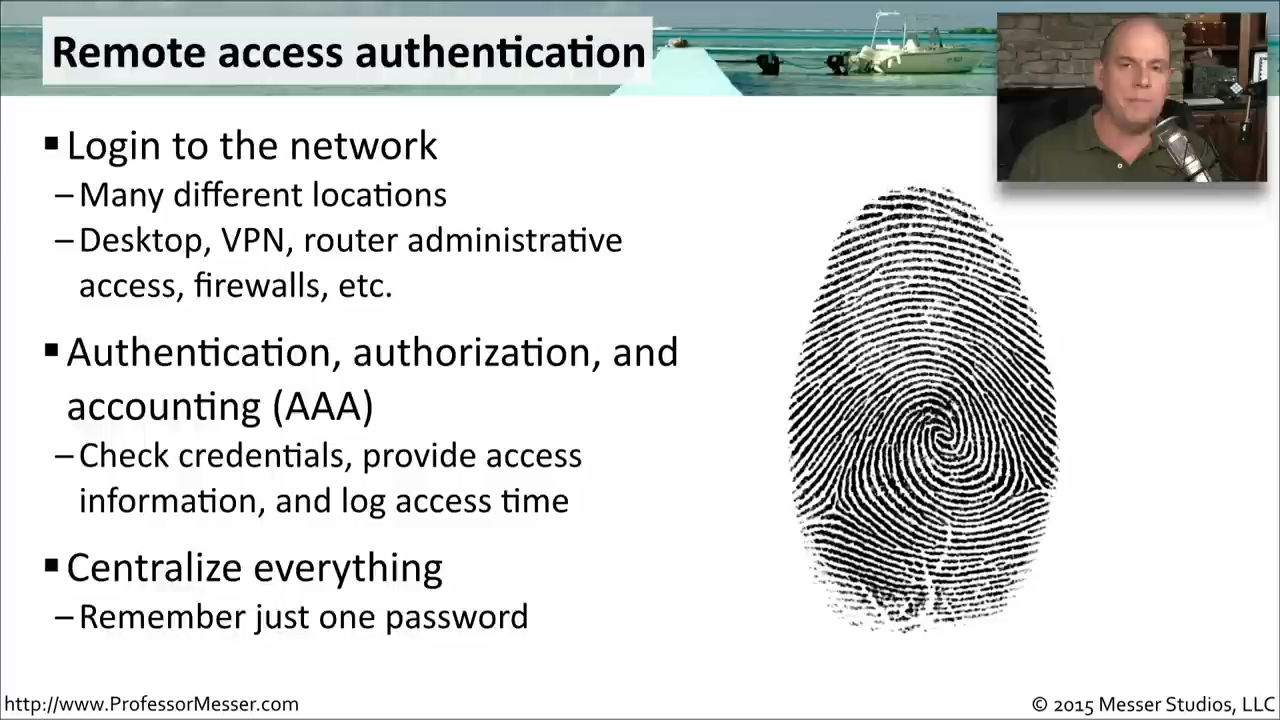 Remote access authentication
▪ Login to the network
– Many different locations
– Desktop, VPN, router administrative
access, firewalls, etc.
▪ Authentication, authorization, and
accounting (AAA)
– Check credentials, provide access
information, and log access time
▪ Centralize everything
– Remember just one password
http://www.ProfessorMesser.com
© 2015 Messer Studios, LLC